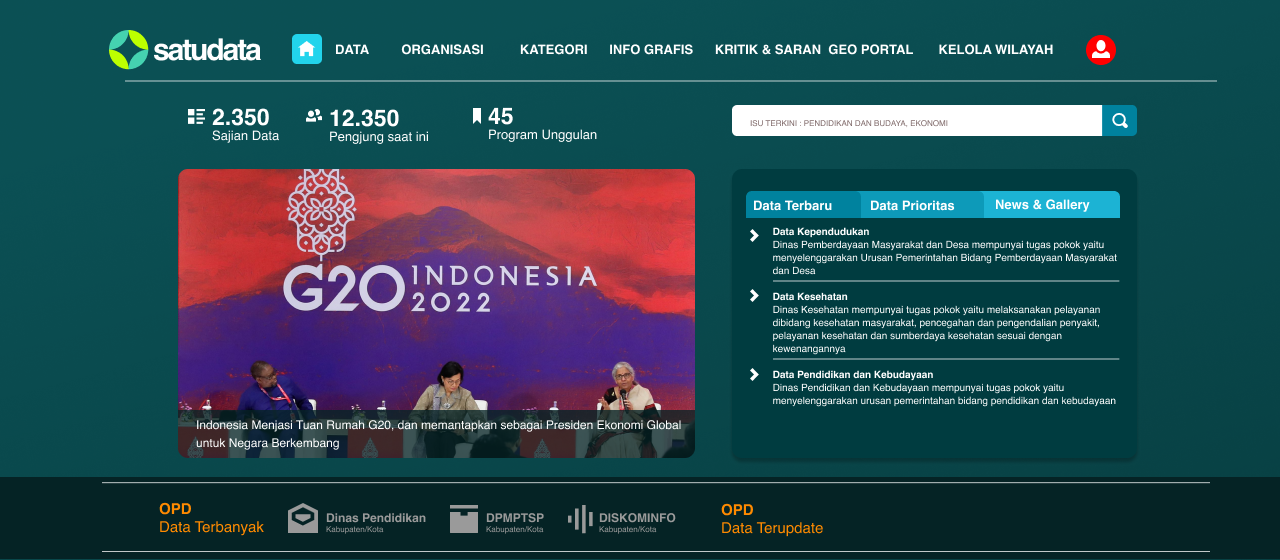 satudata
DATA
ORGANISASI
KATEGORI
INFO GRAFIS
KRITIK & SARAN
GEO PORTAL
KELOLA WILAYAH
2.350
Sajian Data
12.350
Pengjung saat ini
45
Program Unggulan
ISU TERKINI : PENDIDIKAN DAN BUDAYA, EKONOMI
G20 INDONESIA
2022
Indonesia Menjasi Tuan Rumah G20, dan memantapkan sebagai Presiden Ekonomi Global
untuk Negara Berkembang
Data Terbaru
Data Prioritas
News & Gallery
Data Kependudukan
Dinas Pemberdayaan Masyarakat dan Desa mempunyai tugas pokok yaitu
menyelenggarakan Urusan Pemerintahan Bidang Pemberdayaan Masyarakat
dan Desa
Data Kesehatan
Dinas Kesehatan mempunyai tugas pokok yaitu melaksanakan pelayanan
dibidang kesehatan masyarakat, pencegahan dan pengendalian penyakit,
pelayanan kesehatan dan sumberdaya kesehatan sesuai dengan
kewenangannya
Data Pendidikan dan Kebudayaan
Dinas Pendidikan dan Kebudayaan mempunyai tugas pokok yaitu
menyelenggarakan urusan pemerintahan bidang pendidikan dan kebudayaan
OPD
Data Terbanyak
Dinas Pendidikan
Kabupaten/Kota
DPMPTSP
Kabupaten/Kota
DISKOMINFO
Kabupaten/Kota
OPD
Data Terupdate